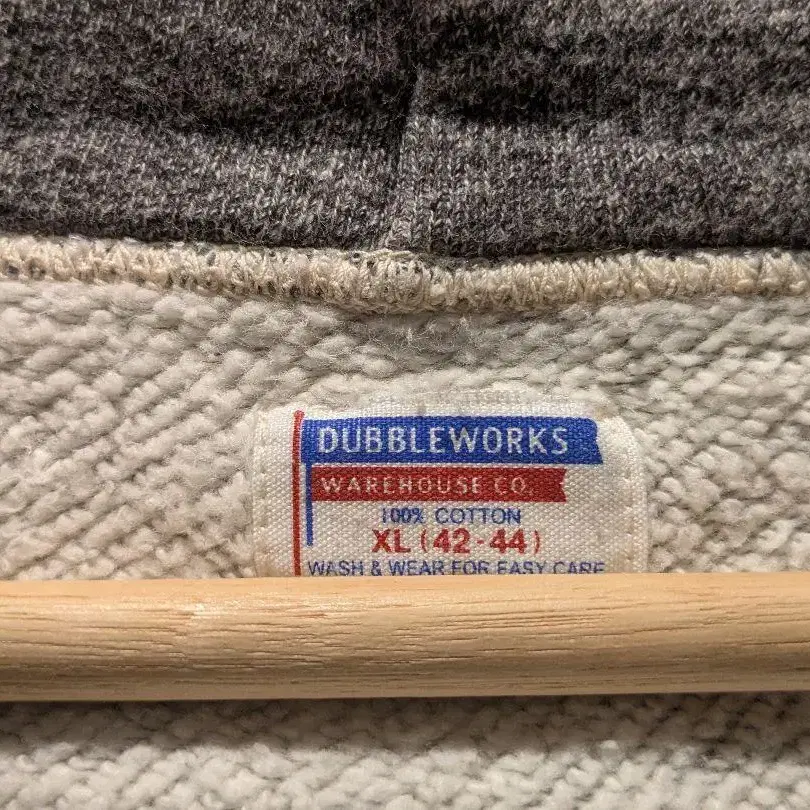 DUBBLEWORKS
WAREHOUSE CO.
100% COTTON
XL (42-44)
WASH & WEAR FOR EASY CARE